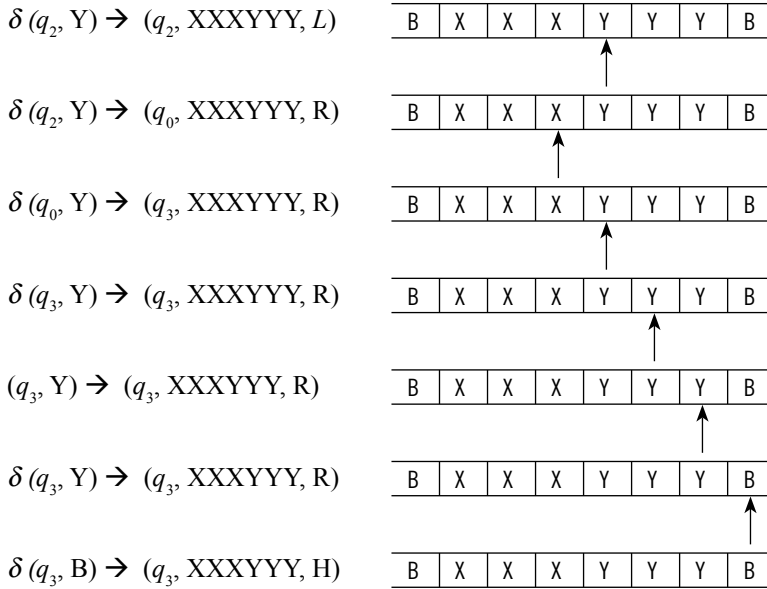 δ (q₂, Y) → (q₂, XXXYYY, L) B X X X Y Y Y B
δ (q₂, Y) → (q₀, XXXYYY, R) B X X X Y Y Y B
δ (q₀, Y) → (q₃, XXXYYY, R) B X X X Y Y Y B
δ (q₃, Y) → (q₃, XXXYYY, R) B X X X Y Y Y B
(q₃, Y) → (q₃, XXXYYY, R) B X X X Y Y Y B
δ (q₃, Y) → (q₃, XXXYYY, R) B X X X Y Y Y B
δ (q₃, B) → (q₃, XXXYYY, H) B X X X Y Y Y B